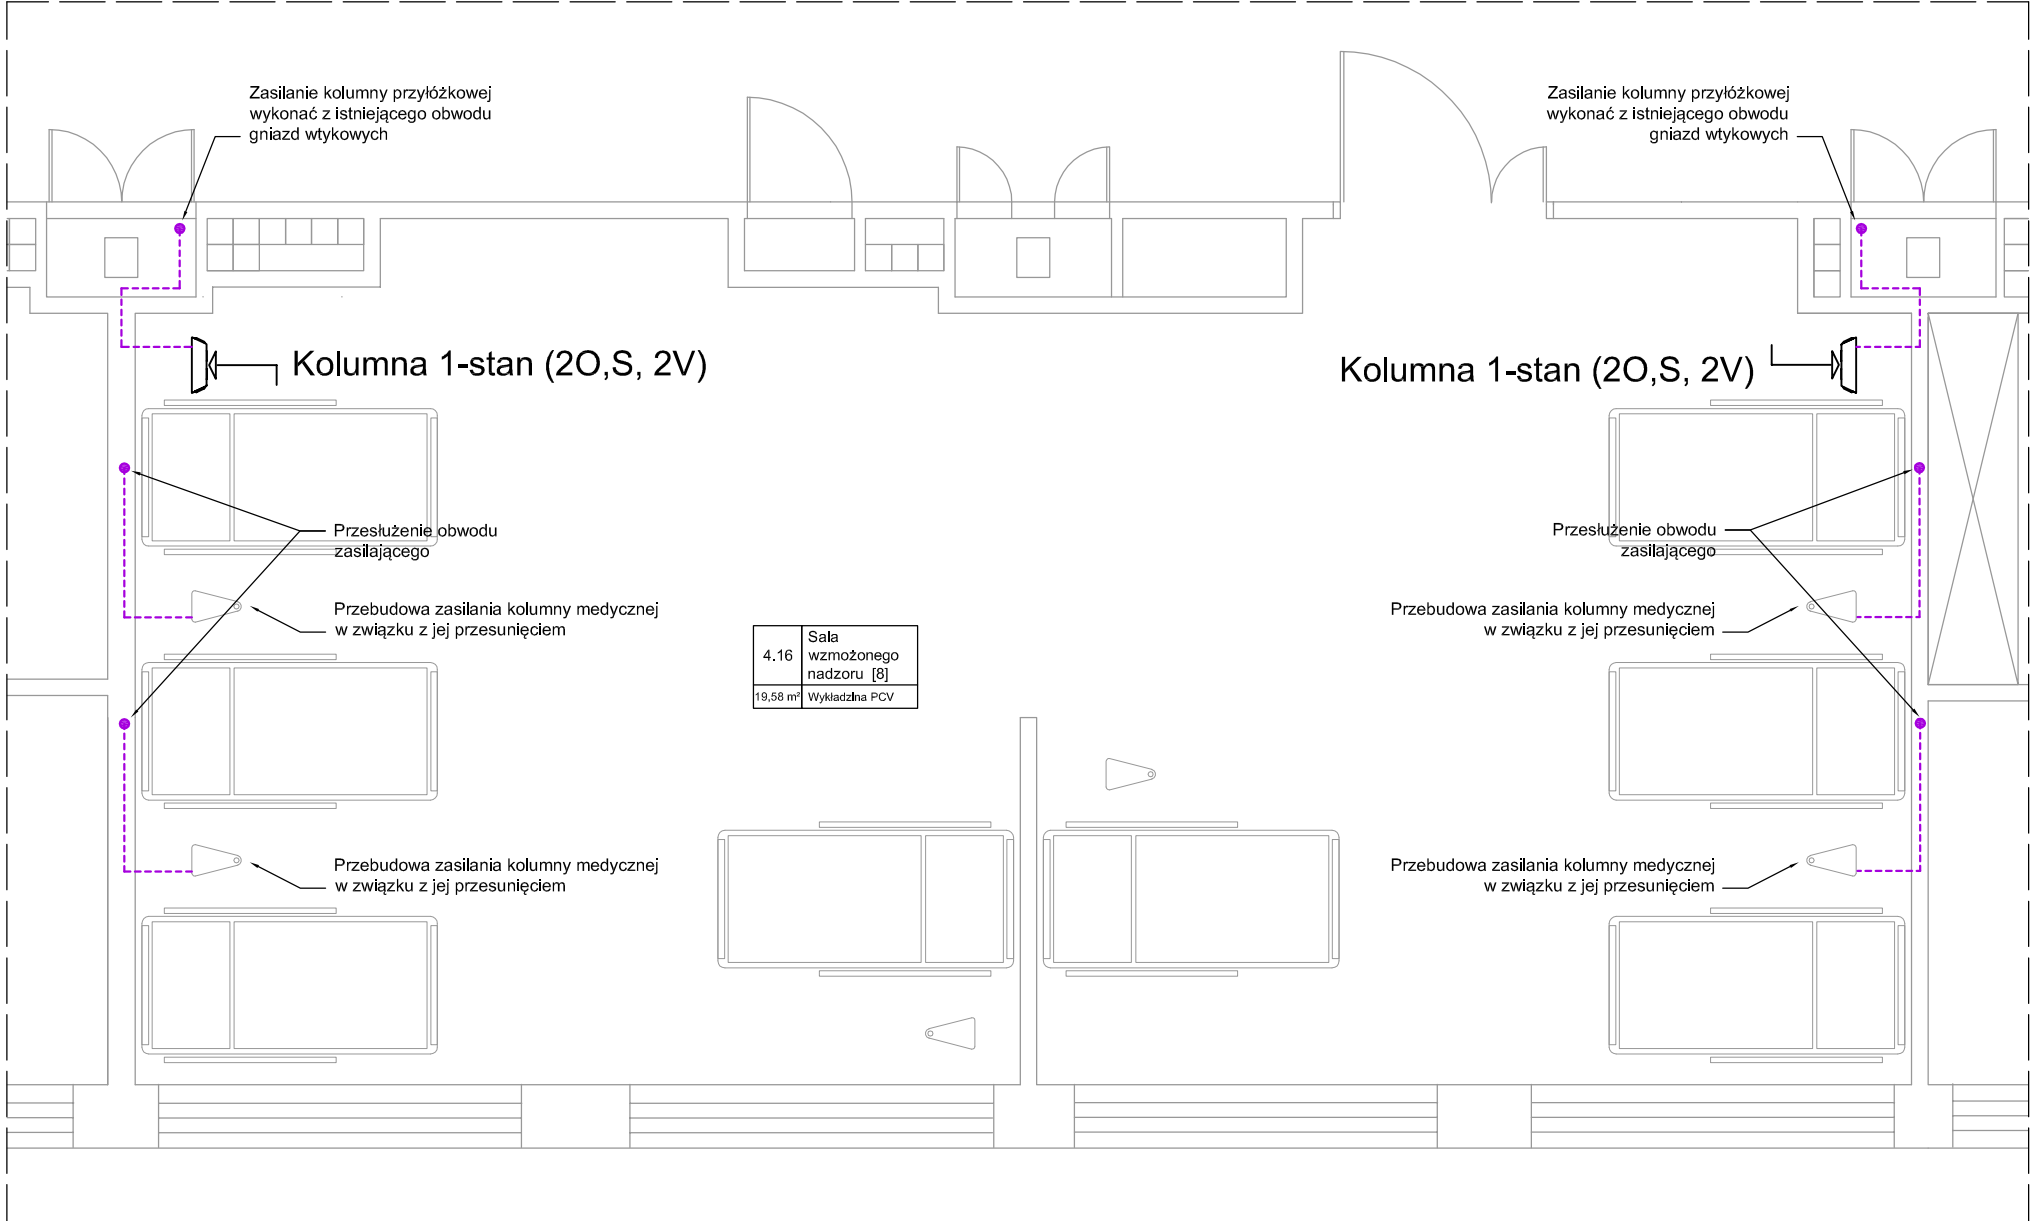 Zasilanie kolumny przyłóżkowej
wykonać z istniejącego obwodu
gniazd wtykowych
Zasilanie kolumny przyłóżkowej
wykonać z istniejącego obwodu
gniazd wtykowych
Kolumna 1-stan (2O,S, 2V)
Kolumna 1-stan (2O,S, 2V)
Przesłużenie obwodu
zasilającego
Przesłużenie obwodu
zasilającego
Przebudowa zasilania kolumny medycznej
w związku z jej przesunięciem
Przebudowa zasilania kolumny medycznej
w związku z jej przesunięciem
4.16
Sala
wzmożonego
nadzoru [8]
19,58 m²
Wykładzina PCV
Przebudowa zasilania kolumny medycznej
w związku z jej przesunięciem
Przebudowa zasilania kolumny medycznej
w związku z jej przesunięciem